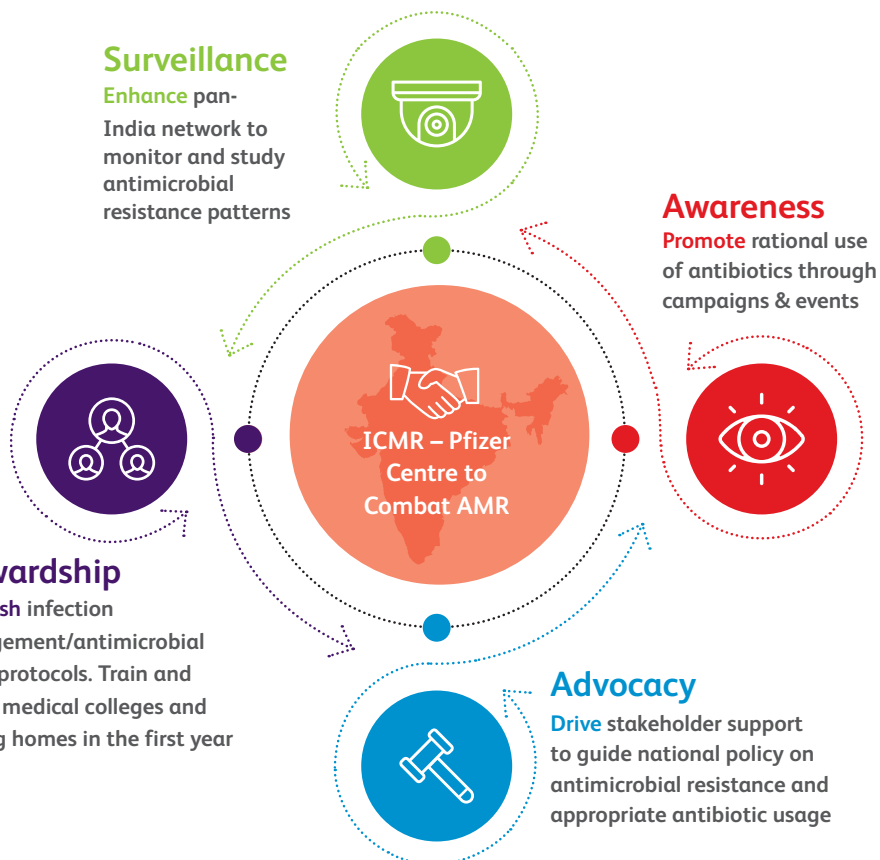 Surveillance
Enhance pan-
India network to
monitor and study
antimicrobial
resistance patterns
Awareness
Promote rational use
of antibiotics through
campaigns & events
ICMR – Pfizer
Centre to
Combat AMR
wardship
sh infection
gement/antimicrobial
protocols. Train and
medical colleges and
g homes in the first year
Advocacy
Drive stakeholder support
to guide national policy on
antimicrobial resistance and
appropriate antibiotic usage